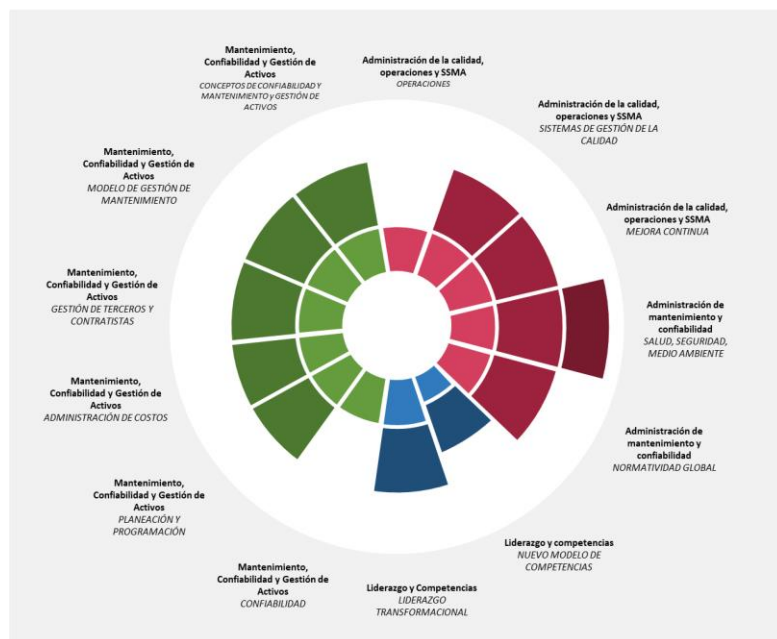 Mantenimiento,
Confiabilidad y Gestión de
Activos
CONCEPTOS DE CONFIABILIDAD Y
MANTENIMIENTO y GESTIÓN DE
ACTIVOS
Administración de la calidad,
operaciones y SSMA
OPERACIONES
Administración de la calidad,
operaciones y SSMA
SISTEMAS DE GESTIÓN DE LA
CALIDAD
Mantenimiento,
Confiabilidad y Gestión de
Activos
MODELO DE GESTIÓN DE
MANTENIMIENTO
Administración de la calidad,
operaciones y SSMA
MEJORA CONTINUA
Mantenimiento,
Confiabilidad y Gestión de
Activos
GESTIÓN DE TERCEROS Y
CONTRATISTAS
Administración de
mantenimiento y
confiabilidad
SALUD, SEGURIDAD,
MEDIO AMBIENTE
Mantenimiento,
Confiabilidad y Gestión de
Activos
ADMINISTRACIÓN DE COSTOS
Administración de
mantenimiento y
confiabilidad
NORMATIVIDAD GLOBAL
Mantenimiento,
Confiabilidad y Gestión de
Activos
PLANEACIÓN Y
PROGRAMACIÓN
Liderazgo y competencias
NUEVO MODELO DE
COMPETENCIAS
Mantenimiento,
Confiabilidad y Gestión de
Activos
CONFIABILIDAD
Liderazgo y Competencias
LIDERAZGO
TRANSFORMACIONAL